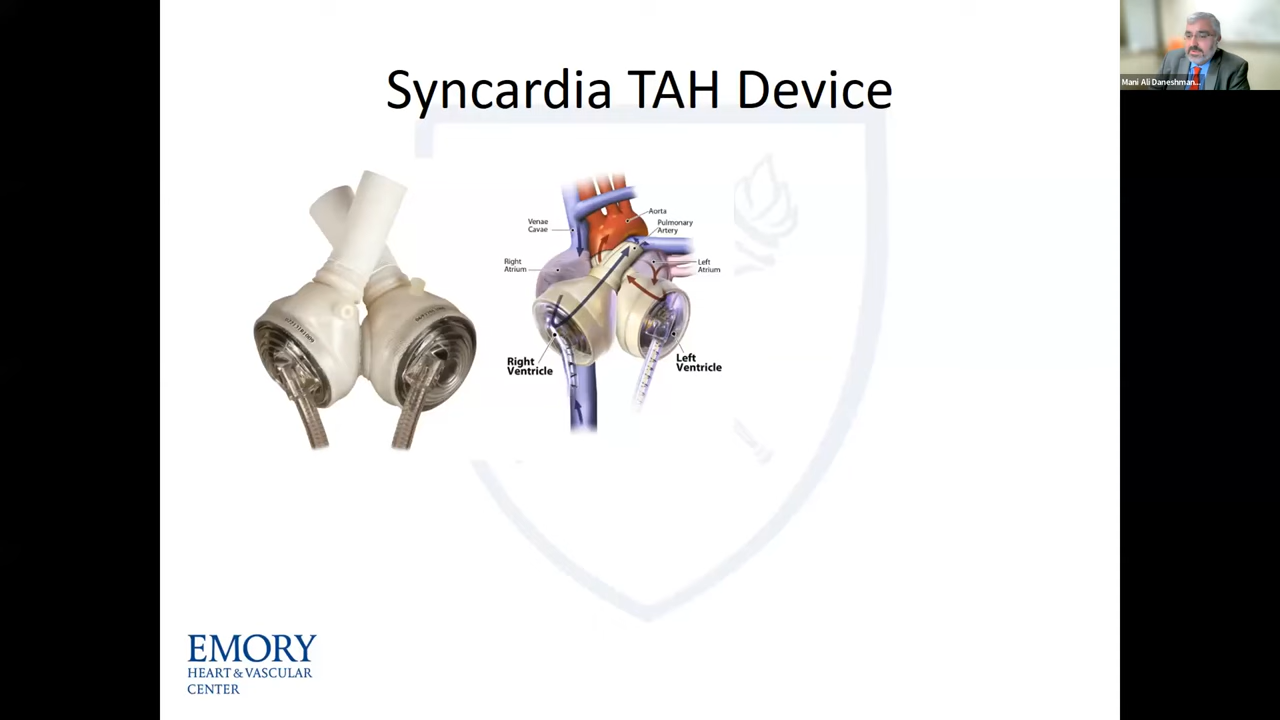 Syncardia TAH Device
Mani Ali Daneshman...
Aorta
Venae
Cavae
Pulmonary
Artery
Right
Atrium
Left
Atrium
Right
Ventricle
Left
Ventricle
EMORY
HEART & VASCULAR
CENTER